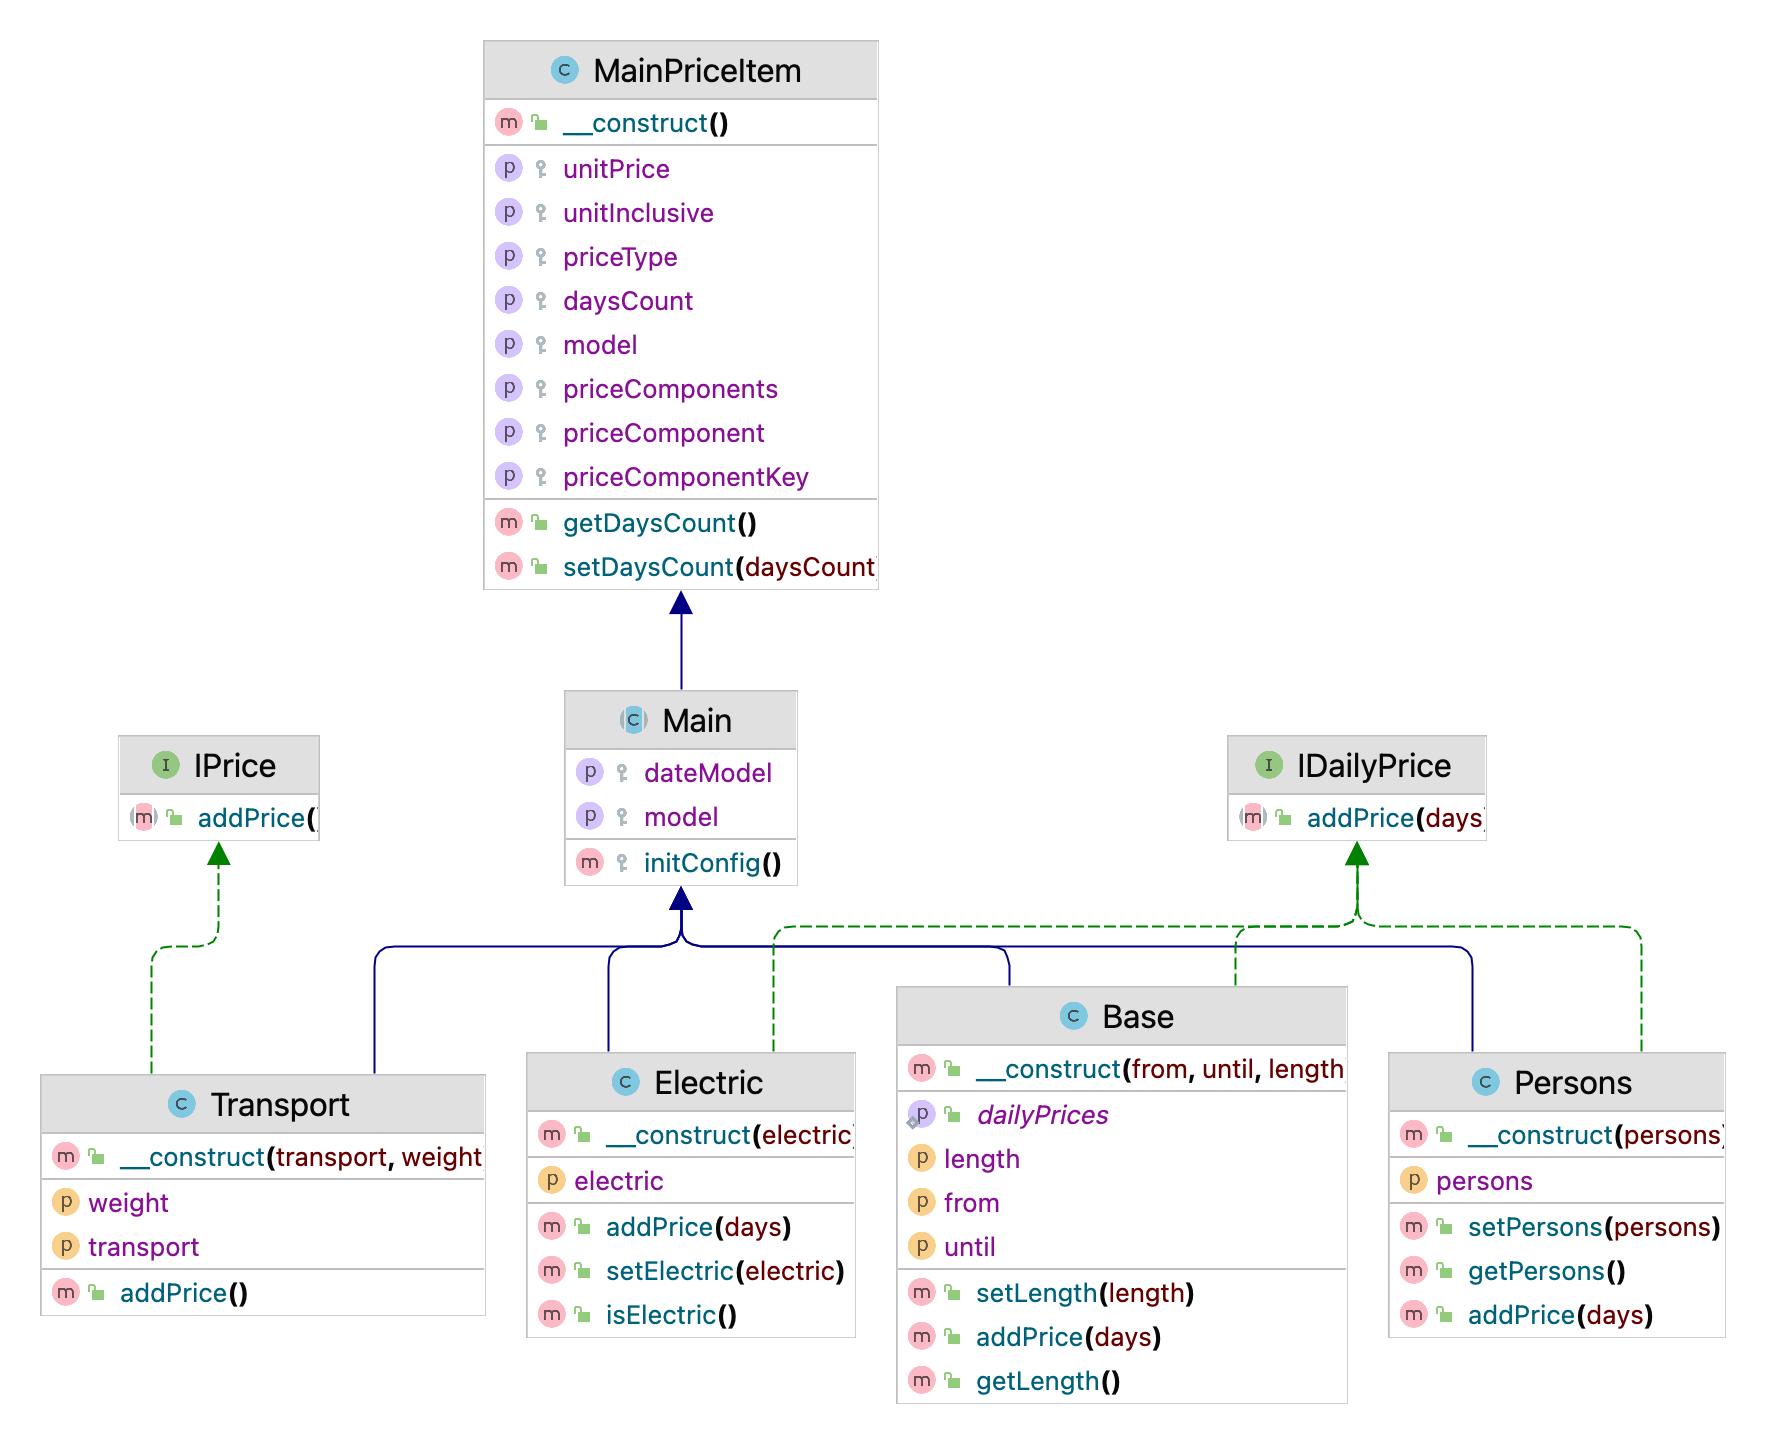 C MainPriceItem
m __construct()
p unitPrice
p unitInclusive
p priceType
p daysCount
p model
p priceComponents
p priceComponent
p priceComponentKey
m getDaysCount()
m setDaysCount(daysCount
C Main
p dateModel
p model
m initConfig()
I IPrice
m addPrice()
I IDailyPrice
m addPrice(days
C Transport
m __construct(transport, weight
p weight
p transport
m addPrice()
C Electric
m __construct(electric)
p electric
m addPrice(days)
m setElectric(electric)
m isElectric()
C Base
m __construct(from, until, length
p dailyPrices
p length
p from
p until
m setLength(length)
m addPrice(days)
m getLength()
C Persons
m __construct(persons)
p persons
m setPersons(persons)
m getPersons()
m addPrice(days)